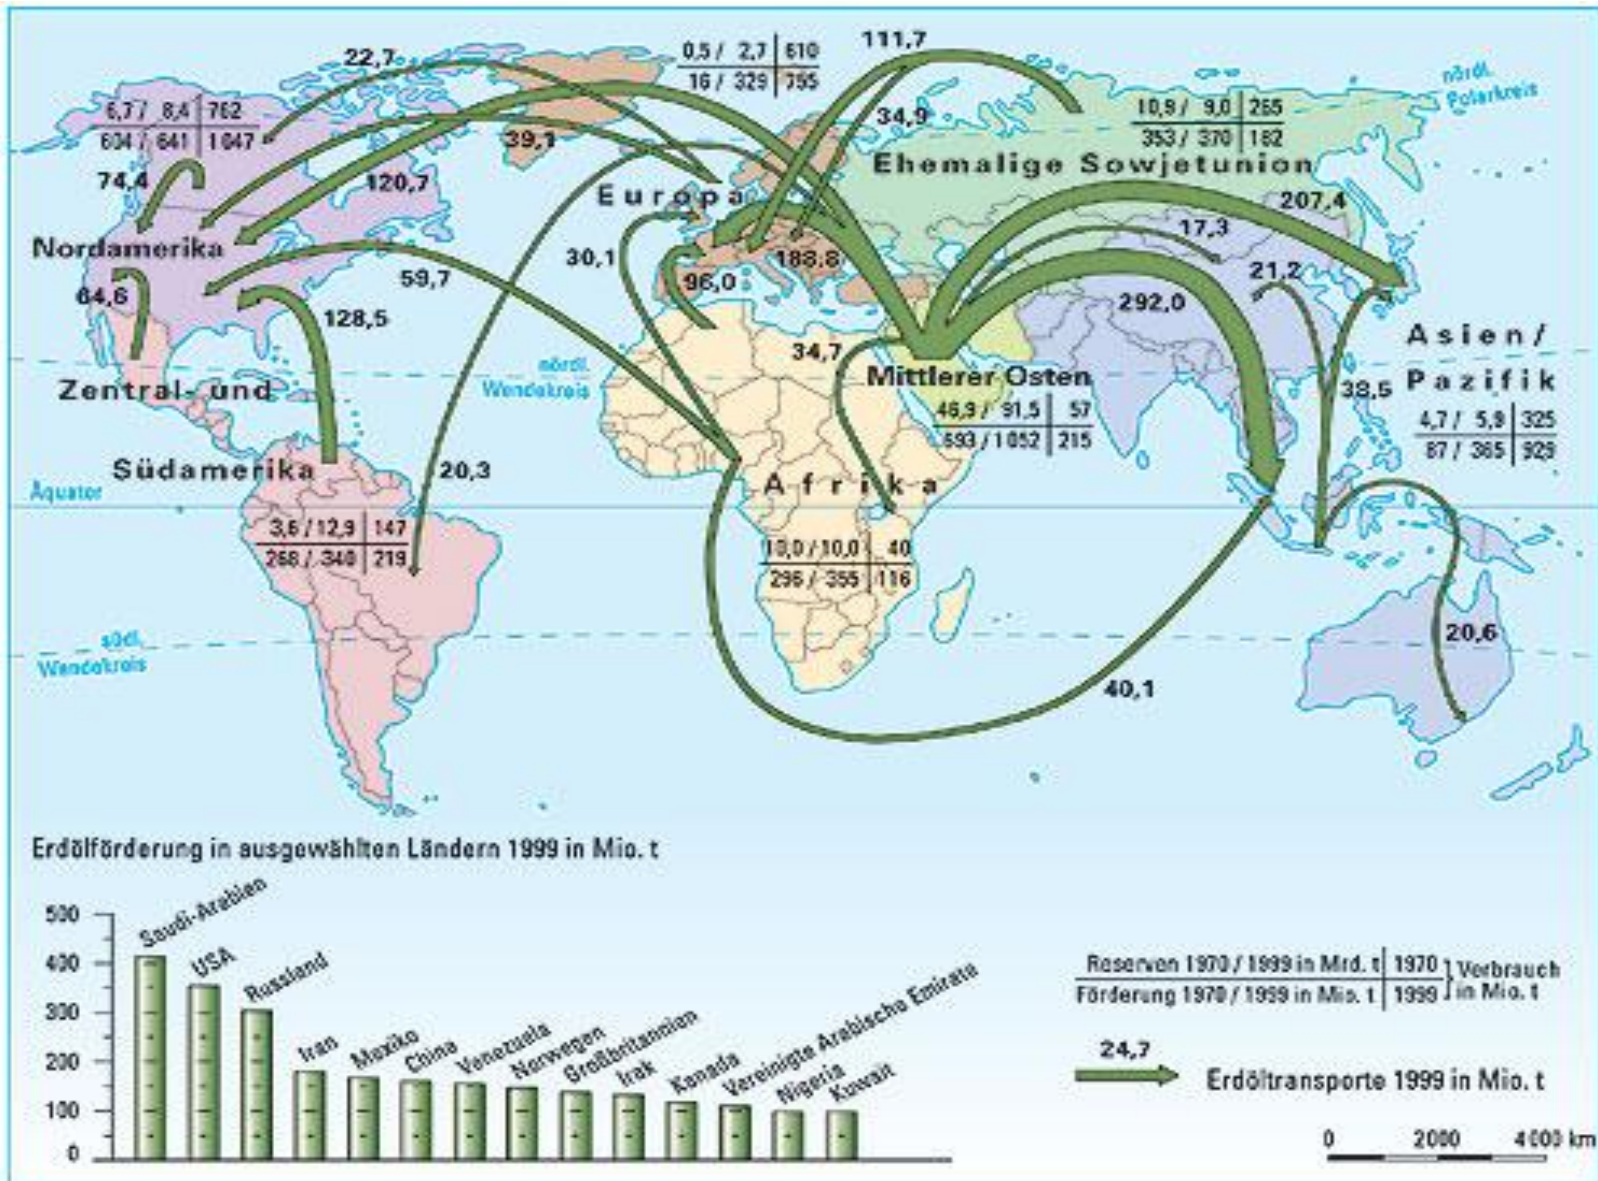 22,7
0,5 / 2,7 | 610
16 / 329 | 755
111,7
nördl.
Polarkreis
6,7 / 8,4 | 762
604 / 641 | 1047
39,1
34,9
10,9 / 9,0 | 265
353 / 370 | 182
Ehemalige Sowjetunion
74,4
120,7
Europa
207,4
17,3
Nordamerika
59,7
30,1
188,8
21,2
64,6
96,0
292,0
128,5
Asien/
Pazifik
34,7
nördl.
Wendekreis
Mittlerer Osten
38,5
Zentral- und
Südamerika
46,9 / 91,5 | 57
693 / 1052 | 215
4,7 / 5,9 | 325
87 / 365 | 929
20,3
Afrika
Äquator
3,6 / 12,9 | 147
268 / 340 | 219
10,0 / 10,0 | 40
296 / 355 | 116
südl.
Wendekreis
20,6
40,1
Erdölförderung in ausgewählten Ländern 1999 in Mio. t
500
400
300
200
100
0
Saudi-Arabien
USA
Russland
Iran
Mexiko
China
Venezuela
Norwegen
Großbritannien
Irak
Kanada
Vereinigte Arabische Emirate
Nigeria
Kuwait
Reserven 1970 / 1999 in Mrd. t | 1970
Förderung 1970 / 1999 in Mio. t | 1999
Verbrauch
in Mio. t
24,7
Erdöltransporte 1999 in Mio. t
0 2000 4000 km